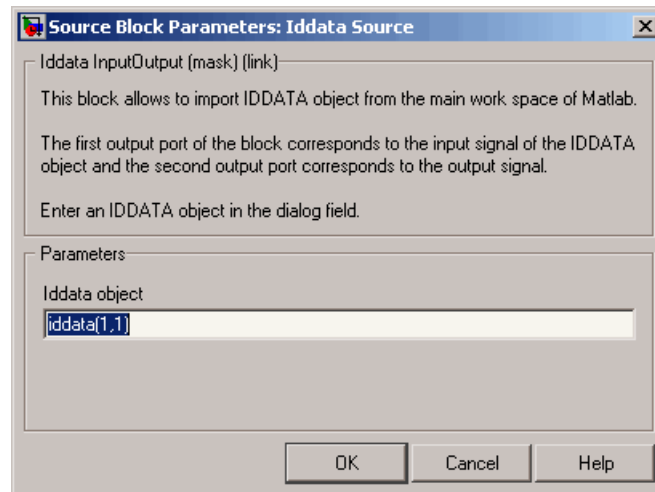 Source Block Parameters: Iddata Source
Iddata InputOutput (mask) (link)
This block allows to import IDDATA object from the main work space of Matlab.
The first output port of the block corresponds to the input signal of the IDDATA
object and the second output port corresponds to the output signal.
Enter an IDDATA object in the dialog field.
Parameters
Iddata object
iddata(1,1)
OK Cancel Help